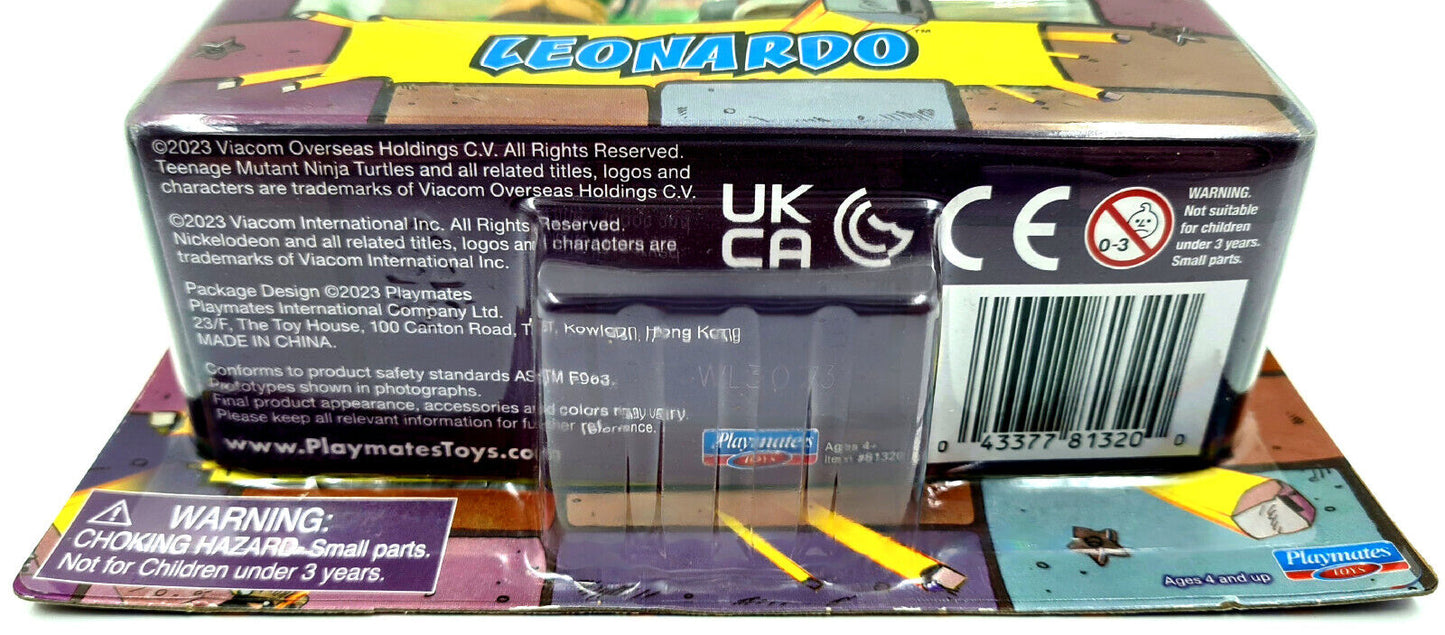 LEONARDO™
©2023 Viacom Overseas Holdings C.V. All Rights Reserved.
Teenage Mutant Ninja Turtles and all related titles, logos and
characters are trademarks of Viacom Overseas Holdings C.V.
©2023 Viacom International Inc. All Rights Reserved.
Nickelodeon and all related titles, logos and characters are
trademarks of Viacom International Inc.
Package Design ©2023 Playmates
Playmates International Company Ltd.
23/F, The Toy House, 100 Canton Road, TST, Kowloon, Hong Kong
MADE IN CHINA.
Conforms to product safety standards ASTM F963.
Prototypes shown in photographs.
Final product appearance, accessories and colors may vary.
Please keep all relevant information for further reference.
www.PlaymatesToys.com
UK
CA
CE
0-3
WARNING.
Not suitable
for children
under 3 years.
Small parts.
0 43377 81320 0
Playmates
TOYS
Ages 4+
Item #81320
WARNING:
CHOKING HAZARD-Small parts.
Not for Children under 3 years.
Playmates
TOYS
Ages 4 and up